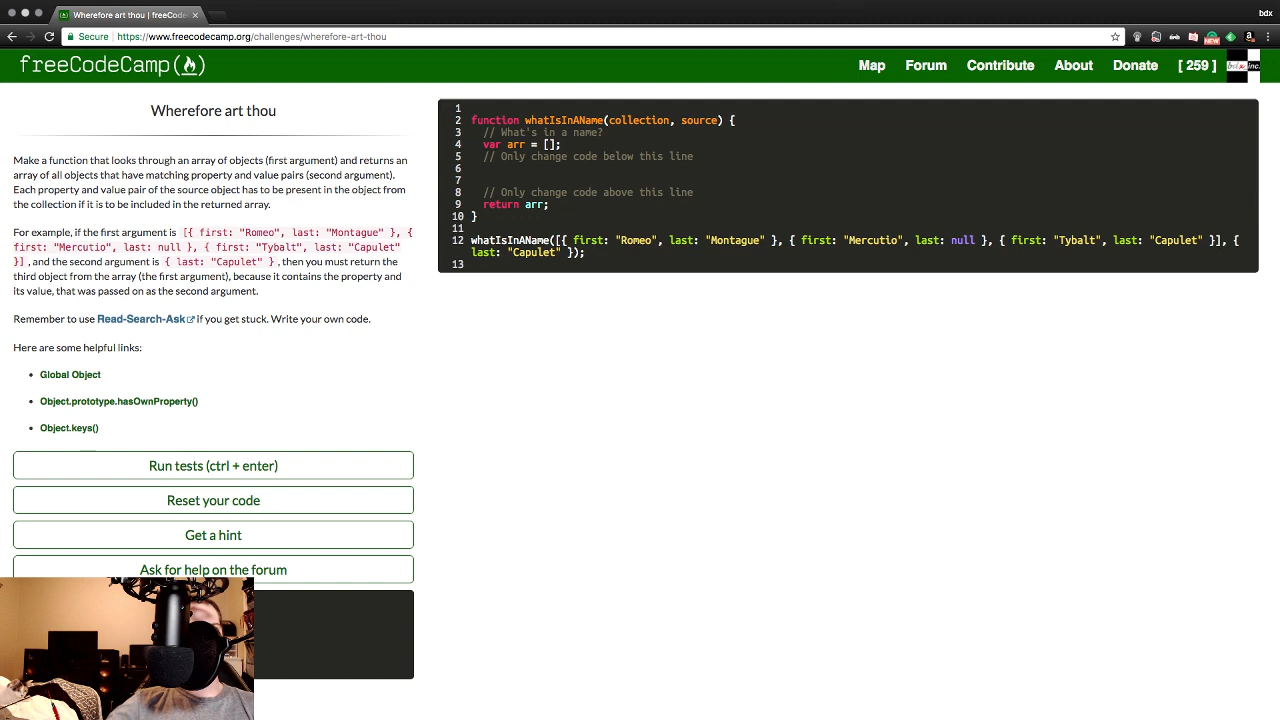 Wherefore art thou | freeCode
bdx
Secure https://www.freecodecamp.org/challenges/wherefore-art-thou
NEW
freeCodeCamp
Map Forum Contribute About Donate [ 259 ] bdx inc.
Wherefore art thou
Make a function that looks through an array of objects (first argument) and returns an
array of all objects that have matching property and value pairs (second argument).
Each property and value pair of the source object has to be present in the object from
the collection if it is to be included in the returned array.
For example, if the first argument is [{ first: "Romeo", last: "Montague" }, {
first: "Mercutio", last: null }, { first: "Tybalt", last: "Capulet"
}] , and the second argument is { last: "Capulet" } , then you must return the
third object from the array (the first argument), because it contains the property and
its value, that was passed on as the second argument.
Remember to use Read-Search-Ask if you get stuck. Write your own code.
Here are some helpful links:
Global Object
Object.prototype.hasOwnProperty()
Object.keys()
Run tests (ctrl + enter)
Reset your code
Get a hint
Ask for help on the forum
1
2 function whatIsInAName(collection, source) {
3 // What's in a name?
4 var arr = [];
5 // Only change code below this line
6
7
8 // Only change code above this line
9 return arr;
10 }
11
12 whatIsInAName([{ first: "Romeo", last: "Montague" }, { first: "Mercutio", last: null }, { first: "Tybalt", last: "Capulet" }], {
last: "Capulet" });
13